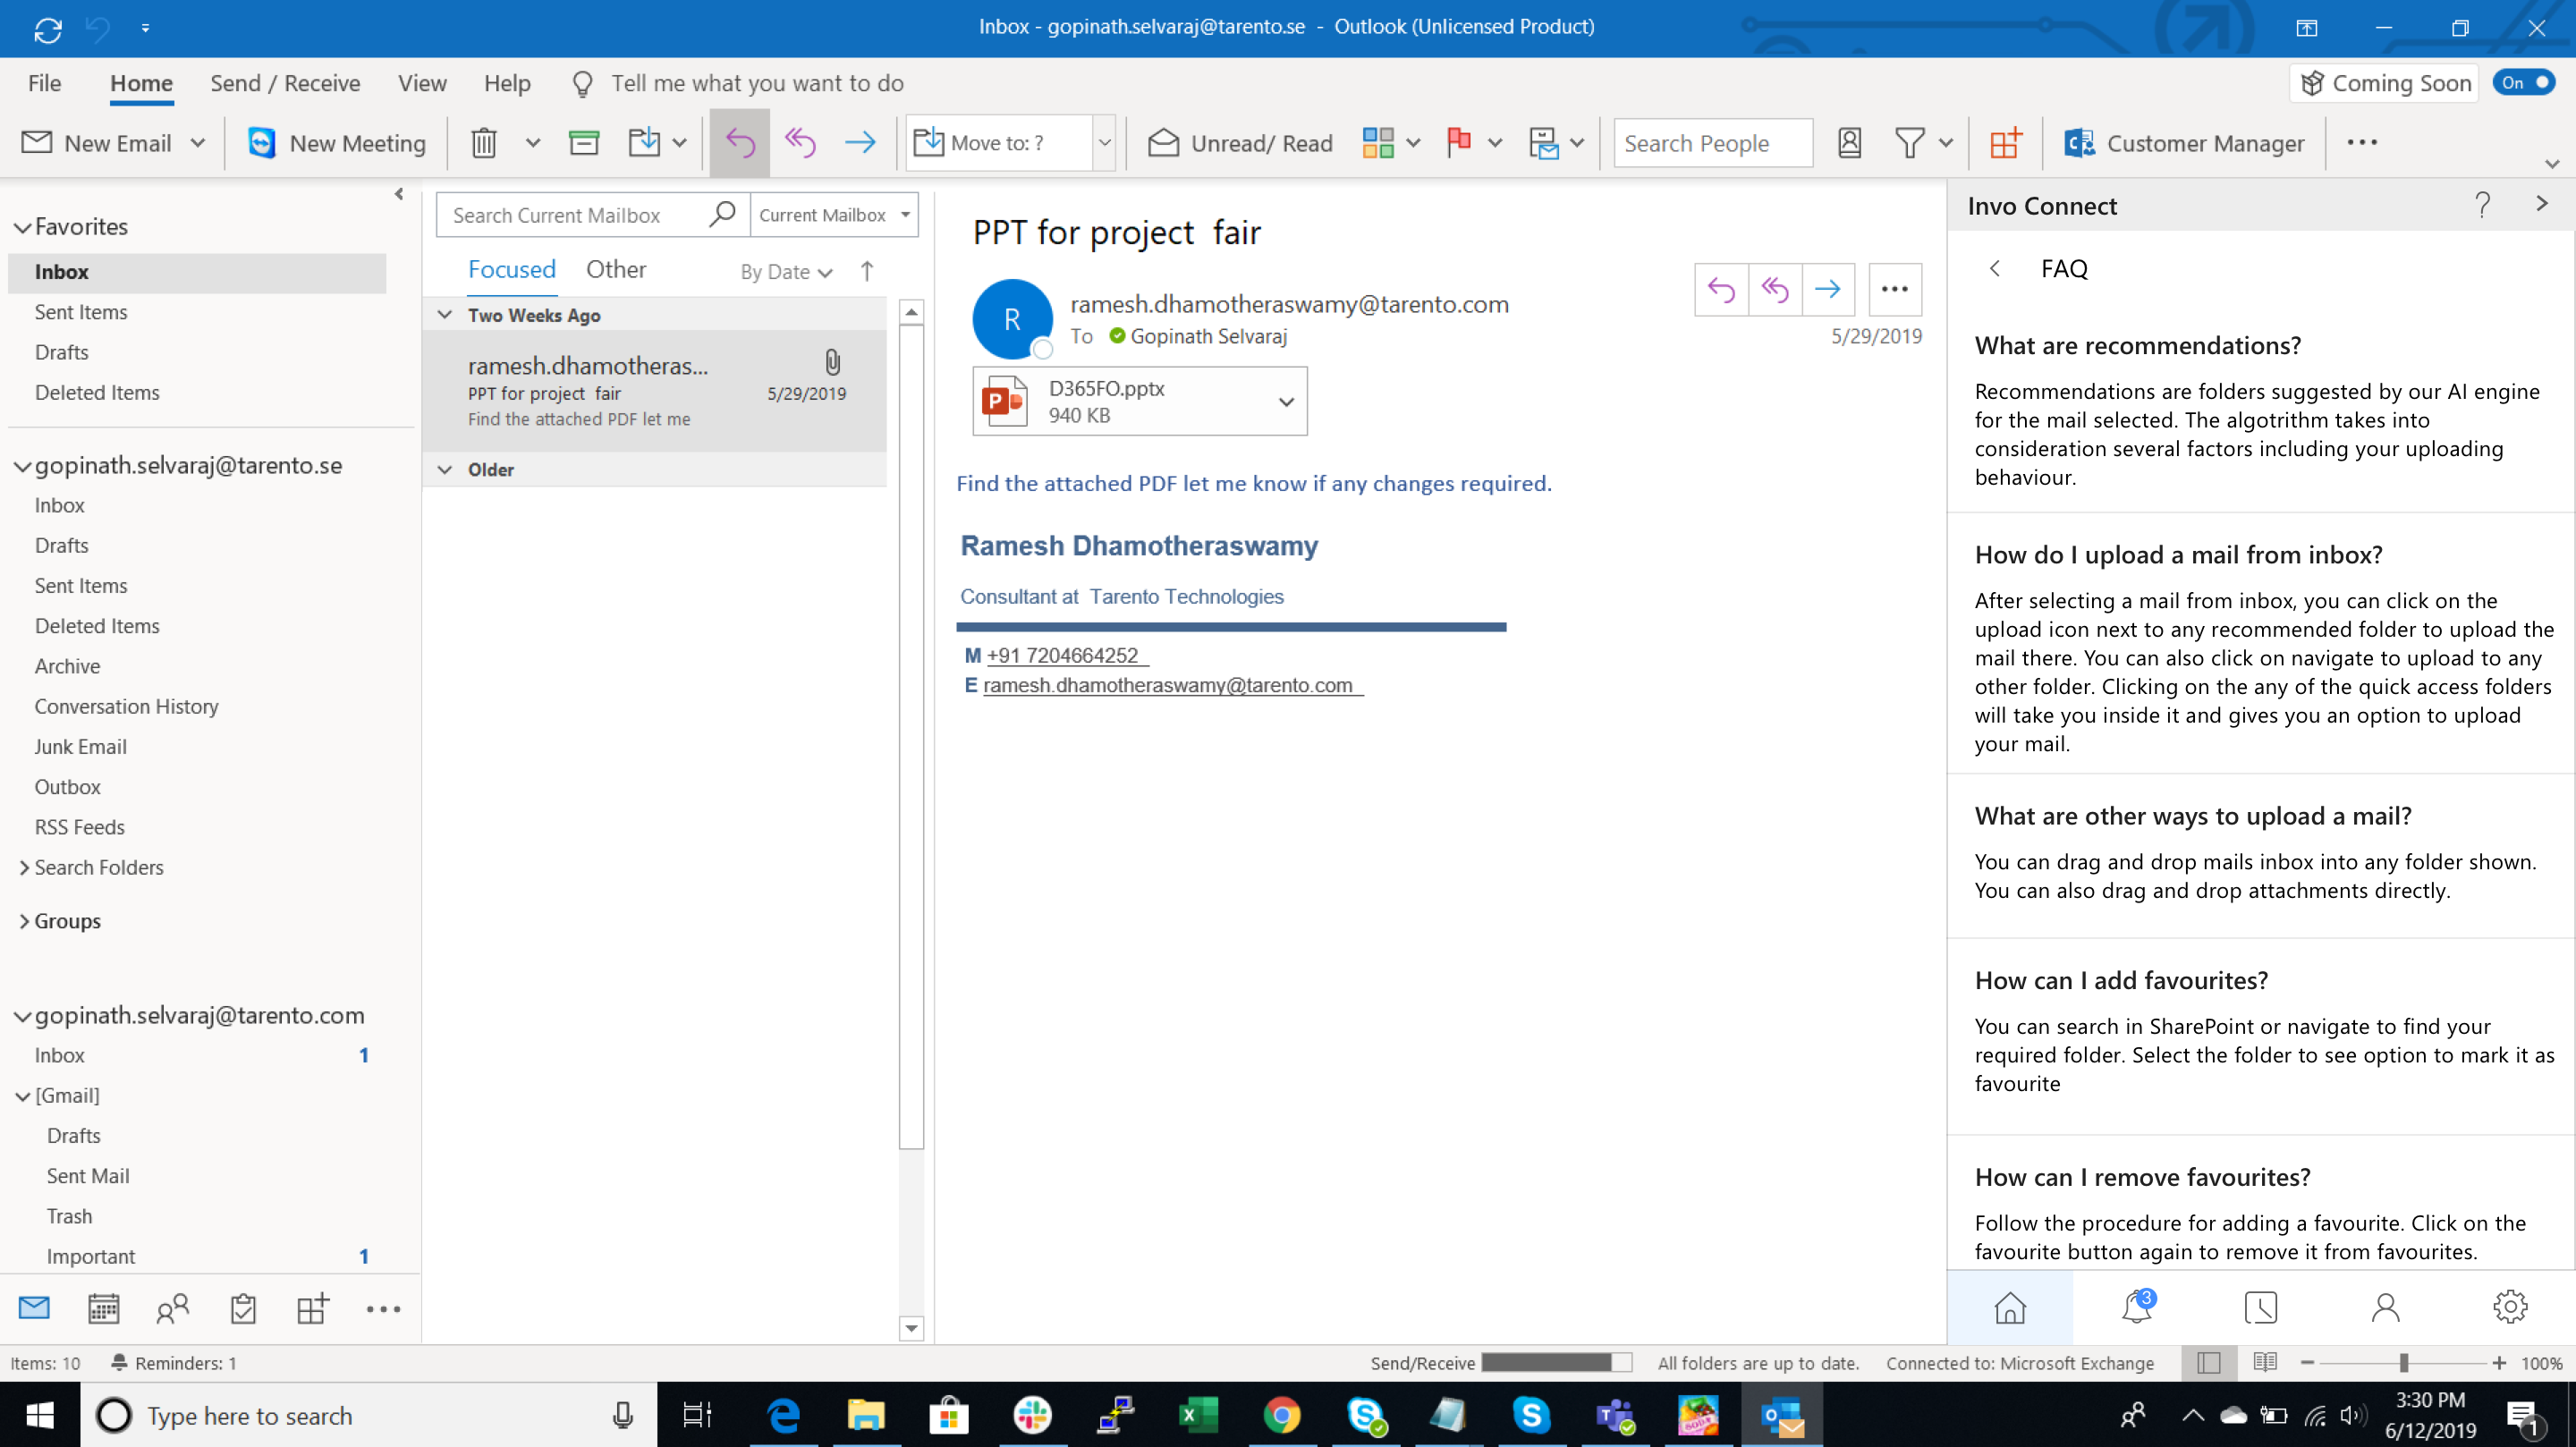 Inbox - gopinath.selvaraj@tarento.se - Outlook (Unlicensed Product)
File Home Send / Receive View Help Tell me what you want to do
Coming Soon On
New Email New Meeting Move to: ? Unread/ Read Search People Customer Manager
Favorites
Inbox
Sent Items
Drafts
Deleted Items
gopinath.selvaraj@tarento.se
Inbox
Drafts
Sent Items
Deleted Items
Archive
Conversation History
Junk Email
Outbox
RSS Feeds
Search Folders
Groups
gopinath.selvaraj@tarento.com
Inbox 1
[Gmail]
Drafts
Sent Mail
Trash
Important 1
Search Current Mailbox Current Mailbox
Focused Other By Date
Two Weeks Ago
ramesh.dhamotheras...
PPT for project fair 5/29/2019
Find the attached PDF let me
Older
PPT for project fair
R
ramesh.dhamotheraswamy@tarento.com
To Gopinath Selvaraj
5/29/2019
D365FO.pptx
940 KB
Find the attached PDF let me know if any changes required.
Ramesh Dhamotheraswamy
Consultant at Tarento Technologies
M +91 7204664252
E ramesh.dhamotheraswamy@tarento.com
Invo Connect
FAQ
What are recommendations?
Recommendations are folders suggested by our AI engine
for the mail selected. The algotrithm takes into
consideration several factors including your uploading
behaviour.
How do I upload a mail from inbox?
After selecting a mail from inbox, you can click on the
upload icon next to any recommended folder to upload the
mail there. You can also click on navigate to upload to any
other folder. Clicking on the any of the quick access folders
will take you inside it and gives you an option to upload
your mail.
What are other ways to upload a mail?
You can drag and drop mails inbox into any folder shown.
You can also drag and drop attachments directly.
How can I add favourites?
You can search in SharePoint or navigate to find your
required folder. Select the folder to see option to mark it as
favourite
How can I remove favourites?
Follow the procedure for adding a favourite. Click on the
favourite button again to remove it from favourites.
3
Items: 10 Reminders: 1 Send/Receive All folders are up to date. Connected to: Microsoft Exchange 100%
Type here to search
3:30 PM
6/12/2019
1